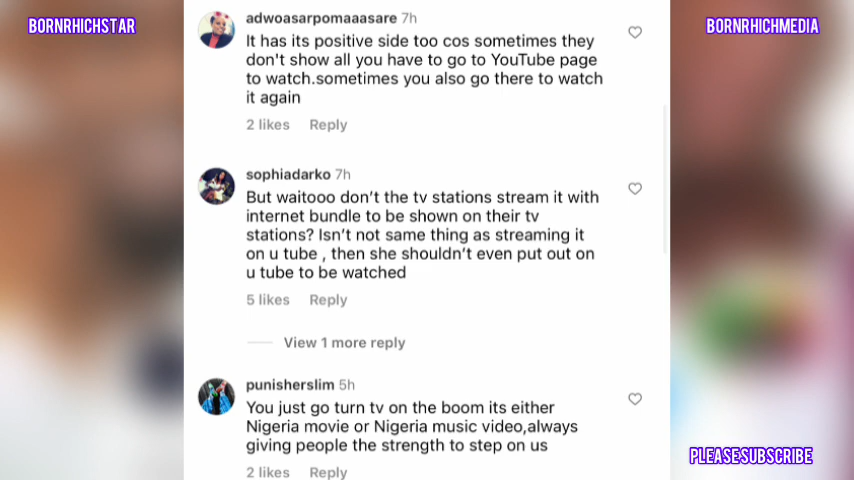 BORNRHICHSTAR
BORNRHICHMEDIA
adwoasarpomaaasare 7h
It has its positive side too cos sometimes they
don't show all you have to go to YouTube page
to watch.sometimes you also go there to watch
it again
2 likes Reply
sophiadarko 7h
But waitooo don't the tv stations stream it with
internet bundle to be shown on their tv
stations? Isn't not same thing as streaming it
on u tube , then she shouldn't even put out on
u tube to be watched
5 likes Reply
View 1 more reply
punisherslim 5h
You just go turn tv on the boom its either
Nigeria movie or Nigeria music video,always
giving people the strength to step on us
2 likes Reply
PLEASE SUBSCRIBE